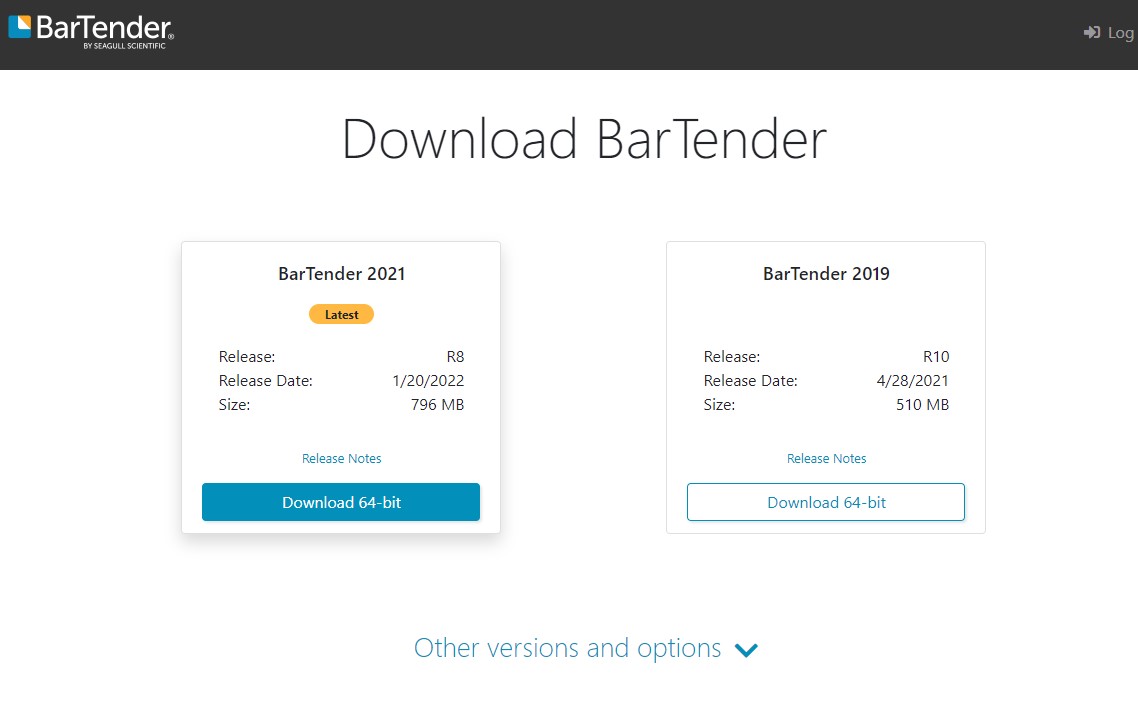 BarTender®
BY SEAGULL SCIENTIFIC
Log
Download BarTender
BarTender 2021
Latest
Release: R8
Release Date: 1/20/2022
Size: 796 MB
Release Notes
Download 64-bit
BarTender 2019
Release: R10
Release Date: 4/28/2021
Size: 510 MB
Release Notes
Download 64-bit
Other versions and options